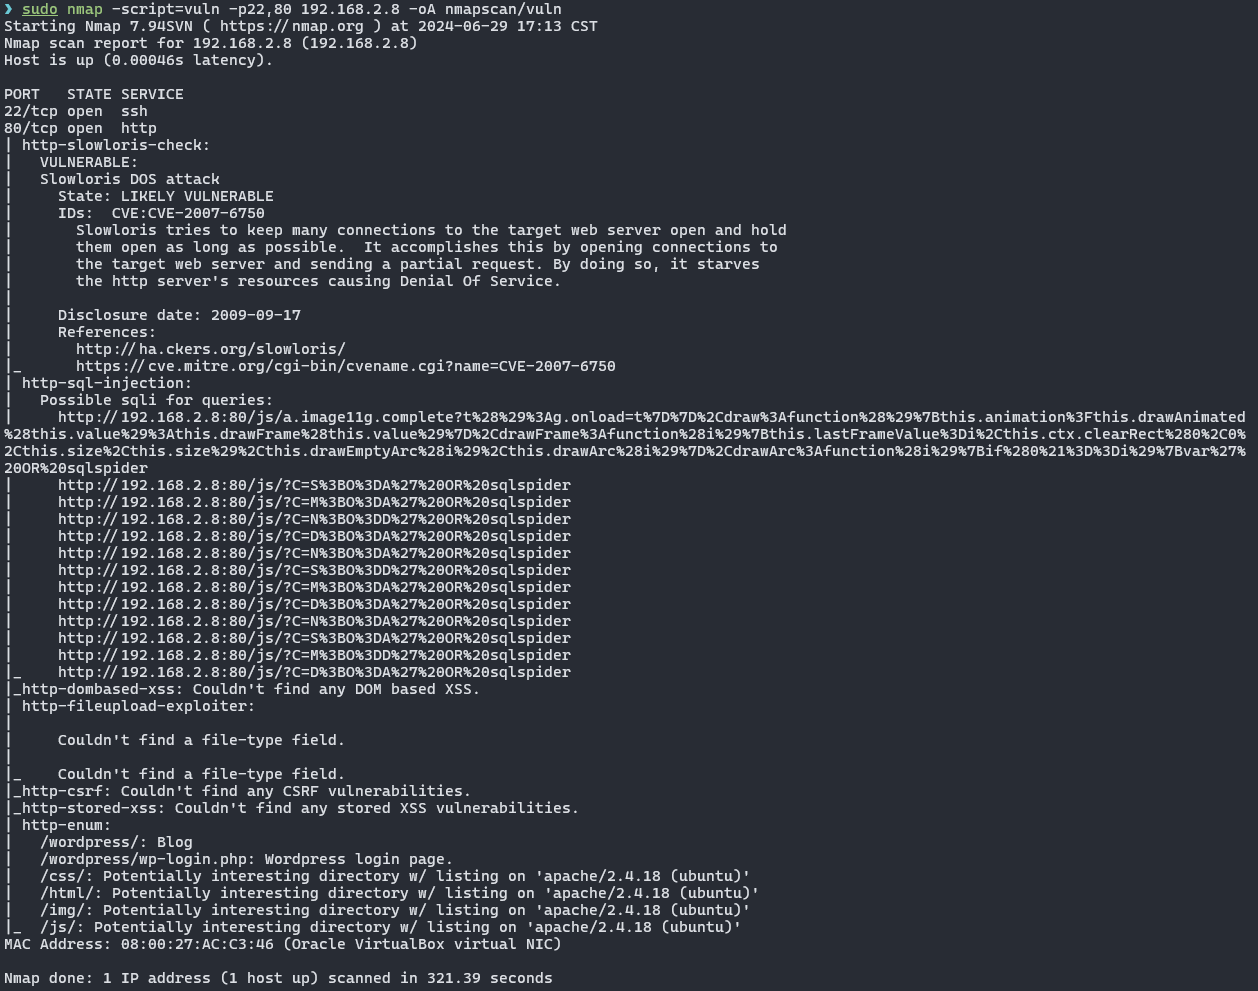 ❯ sudo nmap -script=vuln -p22,80 192.168.2.8 -oA nmapscan/vuln
Starting Nmap 7.94SVN ( https://nmap.org ) at 2024-06-29 17:13 CST
Nmap scan report for 192.168.2.8 (192.168.2.8)
Host is up (0.00046s latency).

PORT   STATE SERVICE
22/tcp open  ssh
80/tcp open  http
| http-slowloris-check:
|   VULNERABLE:
|   Slowloris DOS attack
|     State: LIKELY VULNERABLE
|     IDs:  CVE:CVE-2007-6750
|       Slowloris tries to keep many connections to the target web server open and hold
|       them open as long as possible.  It accomplishes this by opening connections to
|       the target web server and sending a partial request. By doing so, it starves
|       the http server's resources causing Denial Of Service.
|
|     Disclosure date: 2009-09-17
|     References:
|       http://ha.ckers.org/slowloris/
|_      https://cve.mitre.org/cgi-bin/cvename.cgi?name=CVE-2007-6750
| http-sql-injection:
|   Possible sqli for queries:
|     http://192.168.2.8:80/js/a.image11g.complete?t%28%29%3Ag.onload=t%7D%7D%2Cdraw%3Afunction%28%29%7Bthis.animation%3Fthis.drawAnimated
%28this.value%29%3Athis.drawFrame%28this.value%29%7D%2CdrawFrame%3Afunction%28i%29%7Bthis.lastFrameValue%3Di%2Cthis.ctx.clearRect%280%2C0%
2Cthis.size%2Cthis.size%29%2Cthis.drawEmptyArc%28i%29%2Cthis.drawArc%28i%29%7D%2CdrawArc%3Afunction%28i%29%7Bif%280%21%3D%3Di%29%7Bvar%27%
20OR%20sqlspider
|     http://192.168.2.8:80/js/?C=S%3BO%3DA%27%20OR%20sqlspider
|     http://192.168.2.8:80/js/?C=M%3BO%3DA%27%20OR%20sqlspider
|     http://192.168.2.8:80/js/?C=N%3BO%3DD%27%20OR%20sqlspider
|     http://192.168.2.8:80/js/?C=D%3BO%3DA%27%20OR%20sqlspider
|     http://192.168.2.8:80/js/?C=N%3BO%3DA%27%20OR%20sqlspider
|     http://192.168.2.8:80/js/?C=S%3BO%3DD%27%20OR%20sqlspider
|     http://192.168.2.8:80/js/?C=M%3BO%3DA%27%20OR%20sqlspider
|     http://192.168.2.8:80/js/?C=D%3BO%3DA%27%20OR%20sqlspider
|     http://192.168.2.8:80/js/?C=N%3BO%3DA%27%20OR%20sqlspider
|     http://192.168.2.8:80/js/?C=S%3BO%3DA%27%20OR%20sqlspider
|     http://192.168.2.8:80/js/?C=M%3BO%3DD%27%20OR%20sqlspider
|_    http://192.168.2.8:80/js/?C=D%3BO%3DA%27%20OR%20sqlspider
|_http-dombased-xss: Couldn't find any DOM based XSS.
| http-fileupload-exploiter:
|
|     Couldn't find a file-type field.
|
|_    Couldn't find a file-type field.
|_http-csrf: Couldn't find any CSRF vulnerabilities.
|_http-stored-xss: Couldn't find any stored XSS vulnerabilities.
| http-enum:
|   /wordpress/: Blog
|   /wordpress/wp-login.php: Wordpress login page.
|   /css/: Potentially interesting directory w/ listing on 'apache/2.4.18 (ubuntu)'
|   /html/: Potentially interesting directory w/ listing on 'apache/2.4.18 (ubuntu)'
|   /img/: Potentially interesting directory w/ listing on 'apache/2.4.18 (ubuntu)'
|_  /js/: Potentially interesting directory w/ listing on 'apache/2.4.18 (ubuntu)'
MAC Address: 08:00:27:AC:C3:46 (Oracle VirtualBox virtual NIC)

Nmap done: 1 IP address (1 host up) scanned in 321.39 seconds